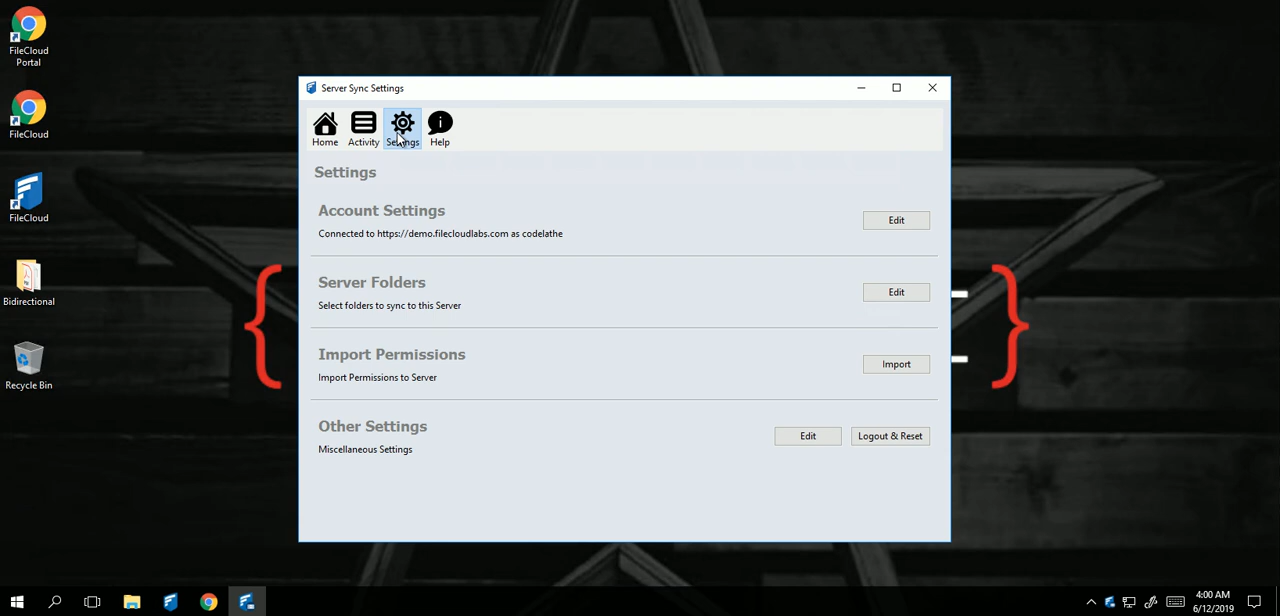 FileCloud
Portal
FileCloud
FileCloud
Bidirectional
Recycle Bin
Server Sync Settings
Home Activity Settings Help
Settings
Account Settings
Connected to https://demo.filecloudlabs.com as codelathe
Edit
Server Folders
Select folders to sync to this Server
Edit
Import Permissions
Import Permissions to Server
Import
Other Settings
Miscellaneous Settings
Edit Logout & Reset
4:00 AM
6/12/2019